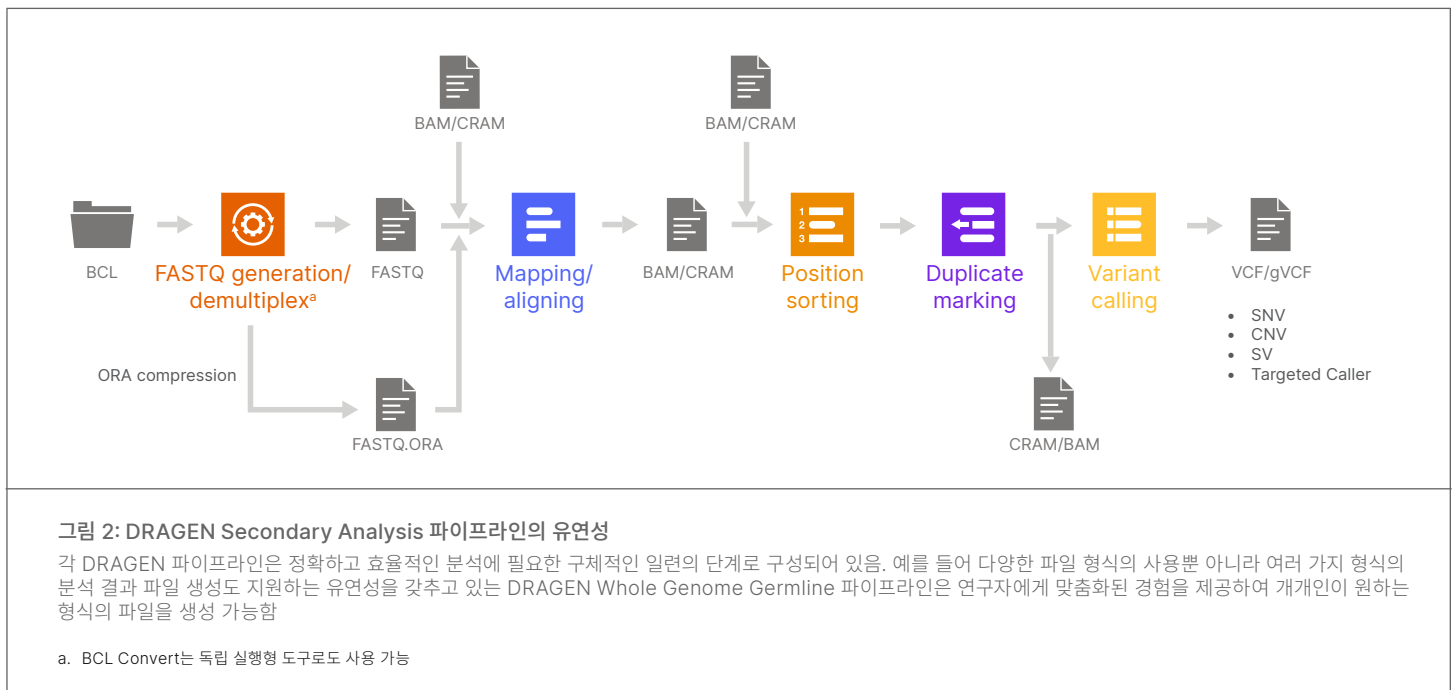 BAM/CRAM
BAM/CRAM
1
2
3
BCL
FASTQ generation/
demultiplexᵃ
FASTQ
Mapping/
aligning
BAM/CRAM
Position
sorting
Duplicate
marking
Variant
calling
VCF/gVCF
• SNV
• CNV
• SV
• Targeted Caller
ORA compression
FASTQ.ORA
CRAM/BAM
그림 2: DRAGEN Secondary Analysis 파이프라인의 유연성
각 DRAGEN 파이프라인은 정확하고 효율적인 분석에 필요한 구체적인 일련의 단계로 구성되어 있음. 예를 들어 다양한 파일 형식의 사용뿐 아니라 여러 가지 형식의
분석 결과 파일 생성도 지원하는 유연성을 갖추고 있는 DRAGEN Whole Genome Germline 파이프라인은 연구자에게 맞춤화된 경험을 제공하여 개개인이 원하는
형식의 파일을 생성 가능함
a. BCL Convert는 독립 실행형 도구로도 사용 가능